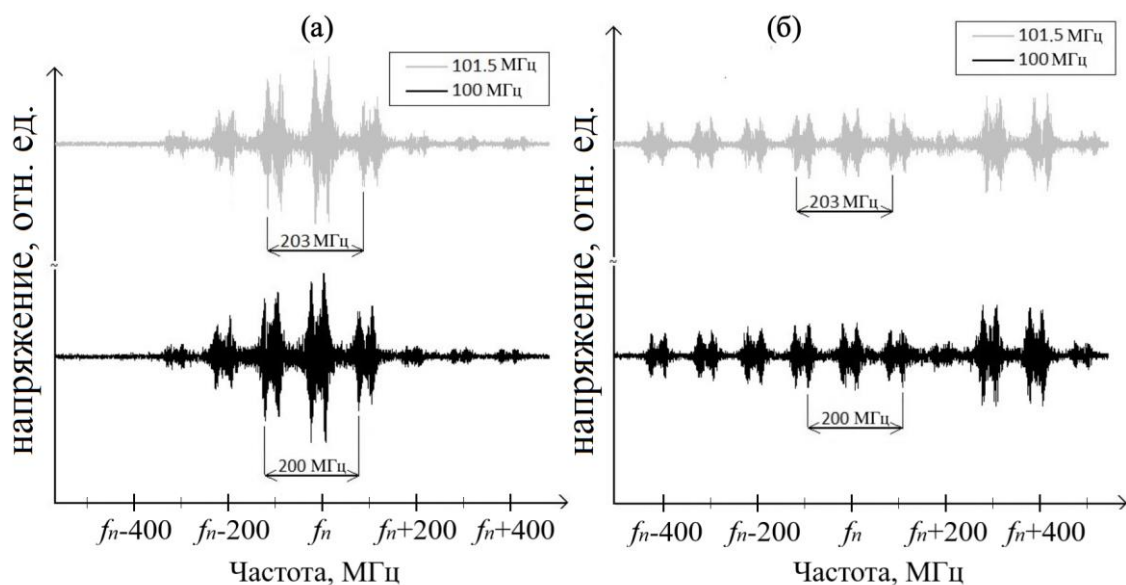 (а)
101.5 МГц
100 МГц
напряжение, отн. ед.
~
203 МГц
200 МГц
fn-400 fn-200 fn fn+200 fn+400
Частота, МГц
(б)
101.5 МГц
100 МГц
напряжение, отн. ед.
~
203 МГц
200 МГц
fn-400 fn-200 fn fn+200 fn+400
Частота, МГц